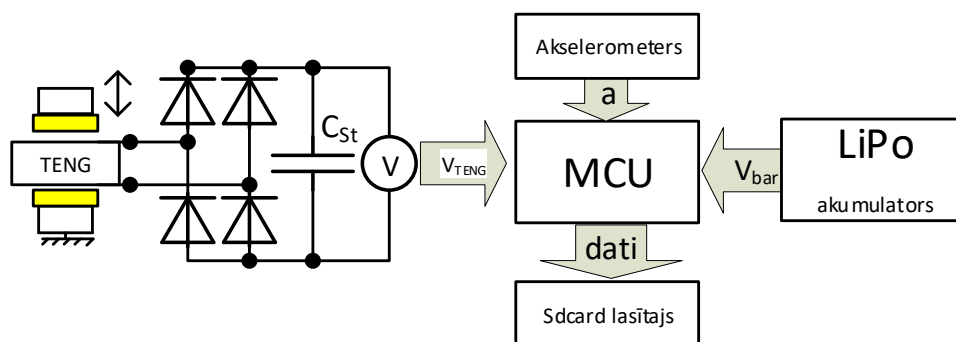 Akselerometers
a
TENG
C_St
V
V_TENG
MCU
V_bar
LiPo
akumulators
dati
Sdcard lasītajs